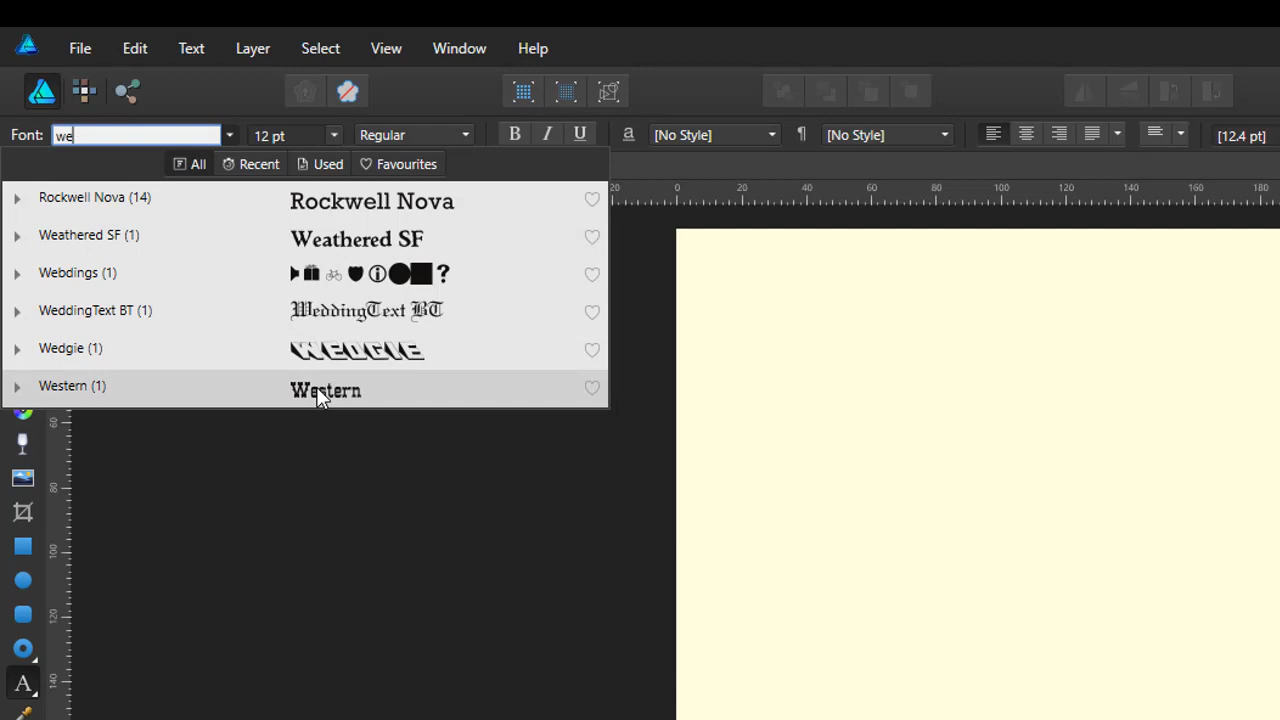 File Edit Text Layer Select View Window Help
Font: we 12 pt Regular B I U a [No Style] ¶ [No Style] [12.4 pt]
All Recent Used Favourites
Rockwell Nova (14) Rockwell Nova
Weathered SF (1) Weathered SF
Webdings (1)
WeddingText BT (1) WeddingText BT
Wedgie (1) WEDGIE
Western (1) Western
20 0 20 40 60 80 100 120 140 160 180
60
80
100
120
A
140